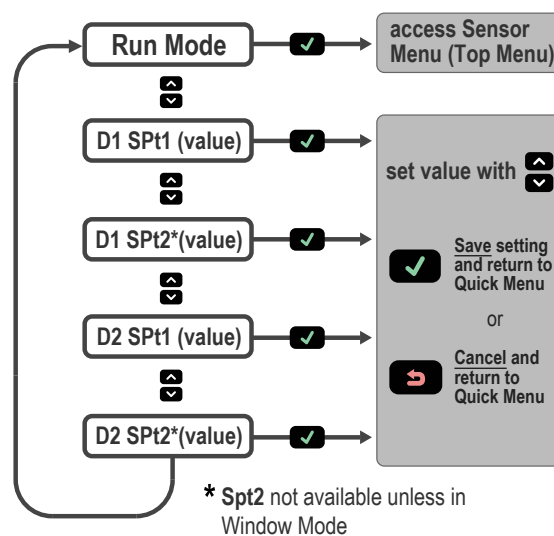 Run Mode
access Sensor
Menu (Top Menu)
D1 SPt1 (value)
set value with
D1 SPt2*(value)
Save setting
and return to
Quick Menu
or
D2 SPt1 (value)
Cancel and
return to
Quick Menu
D2 SPt2*(value)
* Spt2 not available unless in
Window Mode